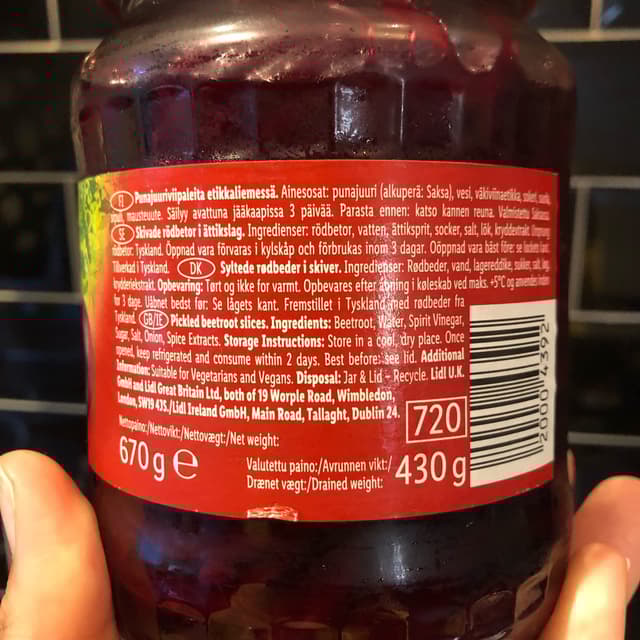 FI Punajuuriviipaleita etikkaliemessä. Ainesosat: punajuuri (alkuperä: Saksa), vesi, väkiviinaetikka, sokeri, suola,
mausteuute. Säilyy avattuna jääkaapissa 3 päivää. Parasta ennen: katso kannen reuna. Valmistettu Saksassa.
SE Skivade rödbetor i ättikslag. Ingredienser: rödbetor, vatten, ättiksprit, socker, salt, lök, kryddextrakt.
rödbetor: Tyskland. Öppnad vara förvaras i kylskåp och förbrukas inom 3 dagar. Oöppnad vara bäst före: se lockets kant.
Tillverkad i Tyskland. DK Syltede rødbeder i skiver. Ingredienser: Rødbeder, vand, lagereddike, sukker, salt, løg,
krydderiekstrakt. Opbevaring: Tørt og ikke for varmt. Opbevares efter åbning i køleskab ved maks. +5°C og anvendes inden
for 3 dage. Uåbnet bedst før: Se lågets kant. Fremstillet i Tyskland med rødbeder fra
Tyskland. GB/IE Pickled beetroot slices. Ingredients: Beetroot, Water, Spirit Vinegar,
Sugar, Salt, Onion, Spice Extracts. Storage Instructions: Store in a cool, dry place. Once
opened, keep refrigerated and consume within 2 days. Best before: see lid. Additional
Information: Suitable for Vegetarians and Vegans. Disposal: Jar & Lid - Recycle. Lidl U.K.
GmbH and Lidl Great Britain Ltd, both of 19 Worple Road, Wimbledon,
London, SW19 4JS./Lidl Ireland GmbH, Main Road, Tallaght, Dublin 24.
720
2000 4392
Nettopaino:/Nettovikt:/Nettovægt:/Net weight:
670 g e
Valutettu paino:/Avrunnen vikt:/
Drænet vægt:/Drained weight:
430 g